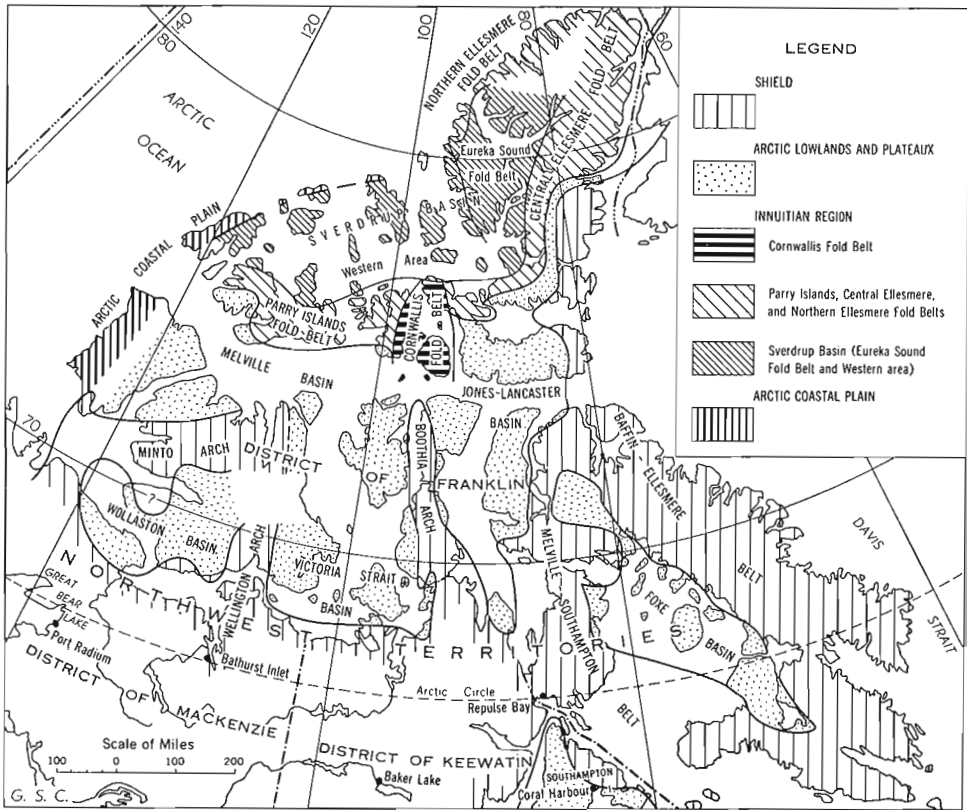 140
120
100
80
60
80
70
ARCTIC
OCEAN
NORTHERN ELLESMERE
FOLD BELT
CENTRAL ELLESMERE FOLD BELT
Eureka Sound
Fold Belt
SVERDRUP BASIN
Western Area
ARCTIC COASTAL PLAIN
PARRY ISLANDS
FOLD-BELT
CORNWALLIS
FOLD BELT
MELVILLE
BASIN
JONES-LANCASTER
BASIN
MINTO ARCH
DISTRICT
OF
FRANKLIN
BOOTHIA
ARCH
BAFFIN-ELLESMERE
BELT
DAVIS
STRAIT
?
WOLLASTON
BASIN
WELLINGTON
ARCH
VICTORIA
STRAIT
BASIN
MELVILLE
SOUTHAMPTON
BELT
FOXE
BASIN
NORTHWEST TERRITORIES
GREAT
BEAR
LAKE
Port Radium
Bathurst Inlet
DISTRICT
OF
MACKENZIE
Arctic Circle
Repulse Bay
DISTRICT OF KEEWATIN
Baker Lake
SOUTHAMPTON
Coral Harbour
Scale of Miles
100 0 100 200
G. S. C.
LEGEND
SHIELD
ARCTIC LOWLANDS AND PLATEAUX
INNUITIAN REGION
Cornwallis Fold Belt
Parry Islands, Central Ellesmere,
and Northern Ellesmere Fold Belts
Sverdrup Basin (Eureka Sound
Fold Belt and Western area)
ARCTIC COASTAL PLAIN